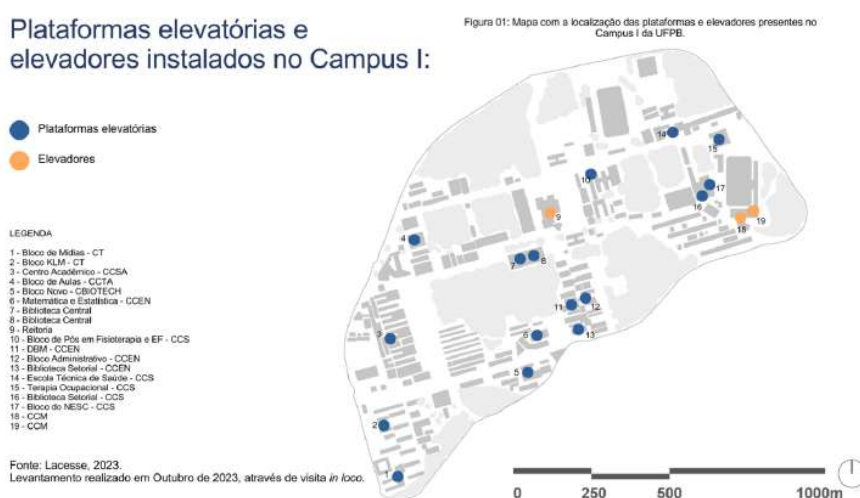 Plataformas elevatórias e
elevadores instalados no Campus I:
Figura 01: Mapa com a localização das plataformas e elevadores presentes no
Campus I da UFPB.
Plataformas elevatórias
Elevadores
LEGENDA
1 - Bloco de Mídias - CT
2 - Bloco KLM - CT
3 - Centro Acadêmico - CCSA
4 - Bloco de Aulas - CCTA
5 - Bloco Novo - CBIOTECH
6 - Matemática e Estatística - CCEN
7 - Biblioteca Central
8 - Biblioteca Central
9 - Reitoria
10 - Bloco de Pós em Fisioterapia e EF - CCS
11 - DBM - CCEN
12 - Bloco Administrativo - CCEN
13 - Biblioteca Setorial - CCEN
14 - Escola Técnica de Saúde - CCS
15 - Terapia Ocupacional - CCS
16 - Biblioteca Setorial - CCS
17 - Bloco do NESC - CCS
18 - CCM
19 - CCM
14
15
10
17
16
9
19
18
4
7
8
11
12
3
6
13
5
2
1
Fonte: Lacesse, 2023.
Levantamento realizado em Outubro de 2023, através de visita in loco.
0 250 500 1000m